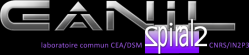 GANIL
spiral2
laboratoire commun CEA/DSM CNRS/IN2P3